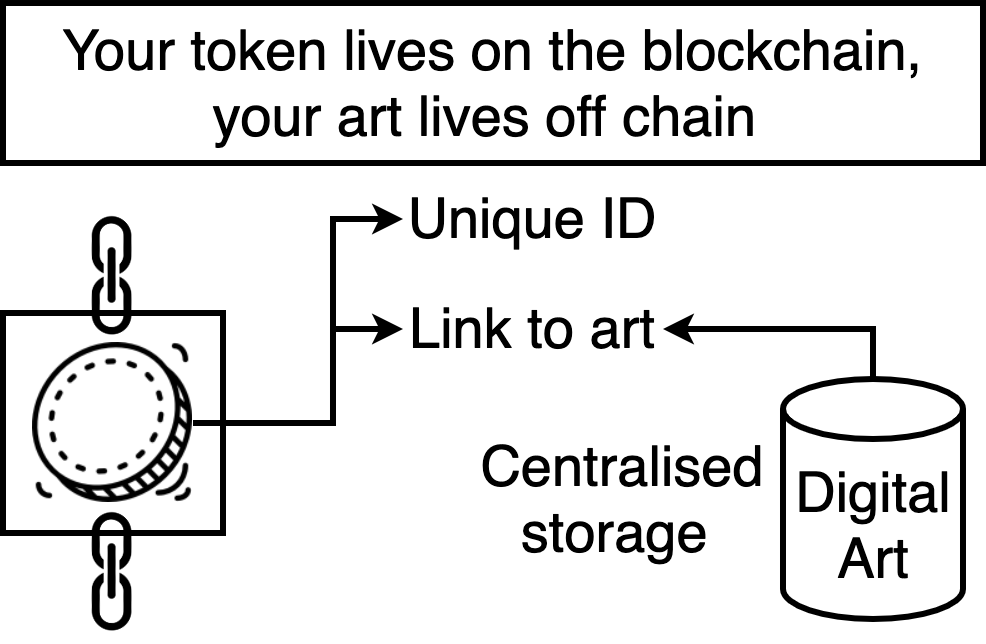 Your token lives on the blockchain,
your art lives off chain
Unique ID
Link to art
Centralised
storage
Digital
Art